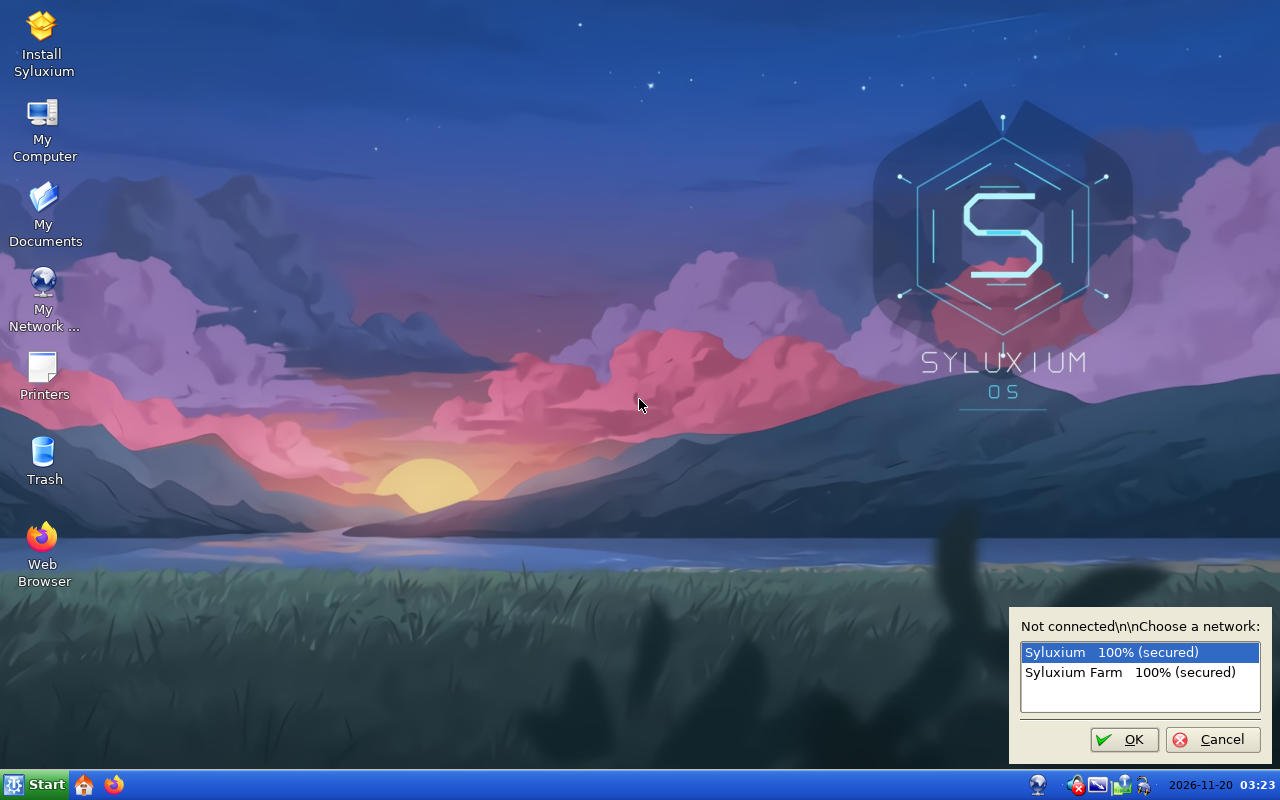 Install
Syluxium
My
Computer
My
Documents
My
Network ...
Printers
Trash
Web
Browser
SYLUXIUM
OS
Not connected\n\nChoose a network:
Syluxium 100% (secured)
Syluxium Farm 100% (secured)
OK
Cancel
Start
2026-11-20 03:23